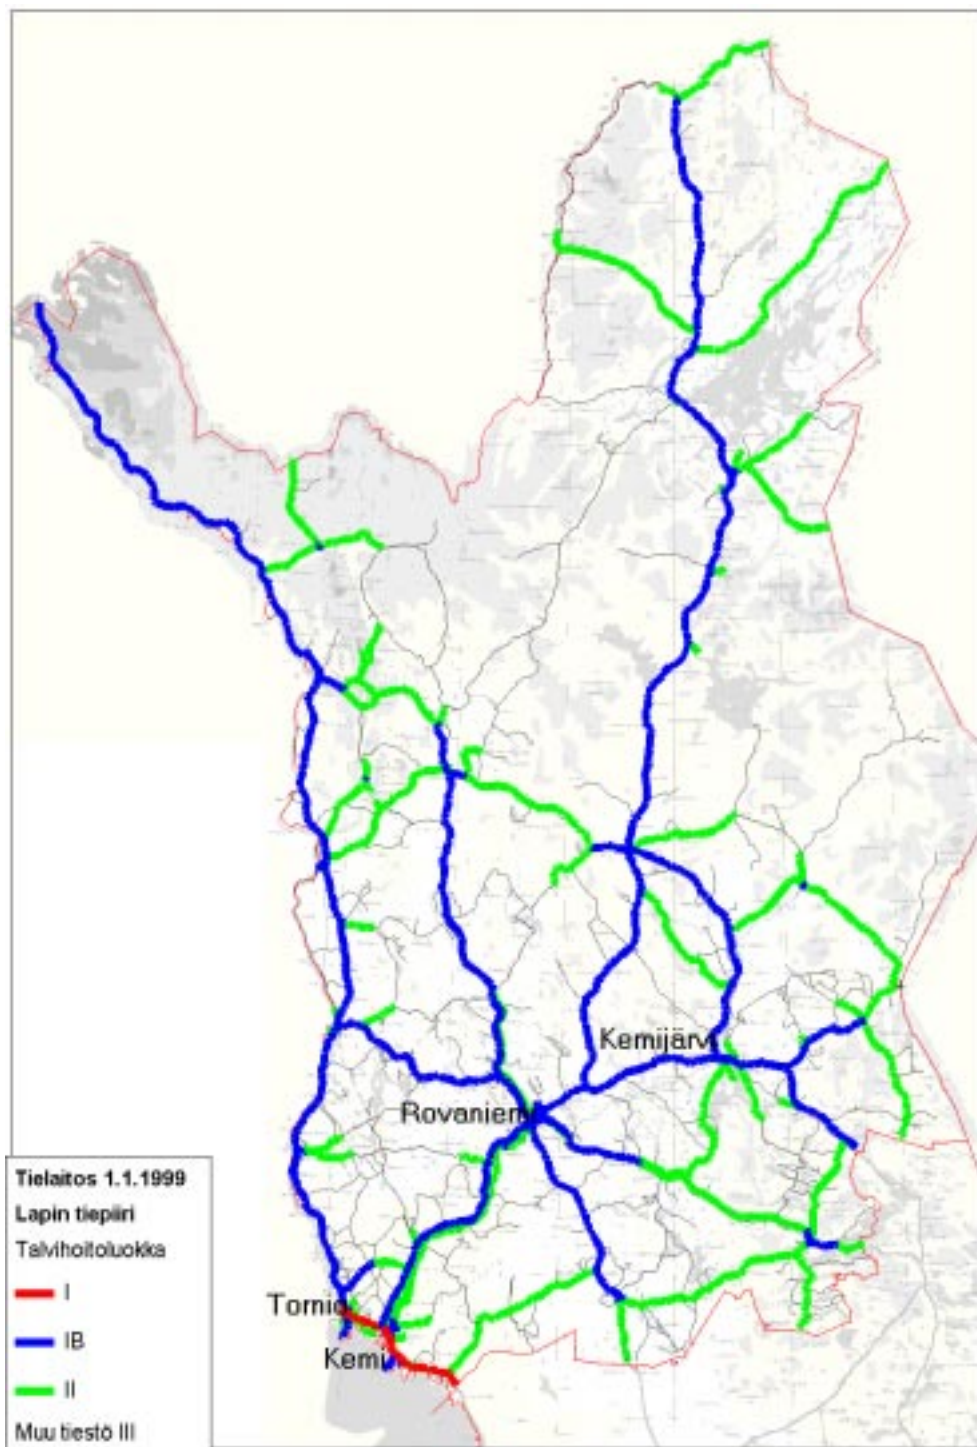 Kemijärvi
Rovaniemi
Tornio
Kemi
Tielaitos 1.1.1999
Lapin tiepiiri
Talvihoitoluokka
I
IB
II
Muu tiestö III